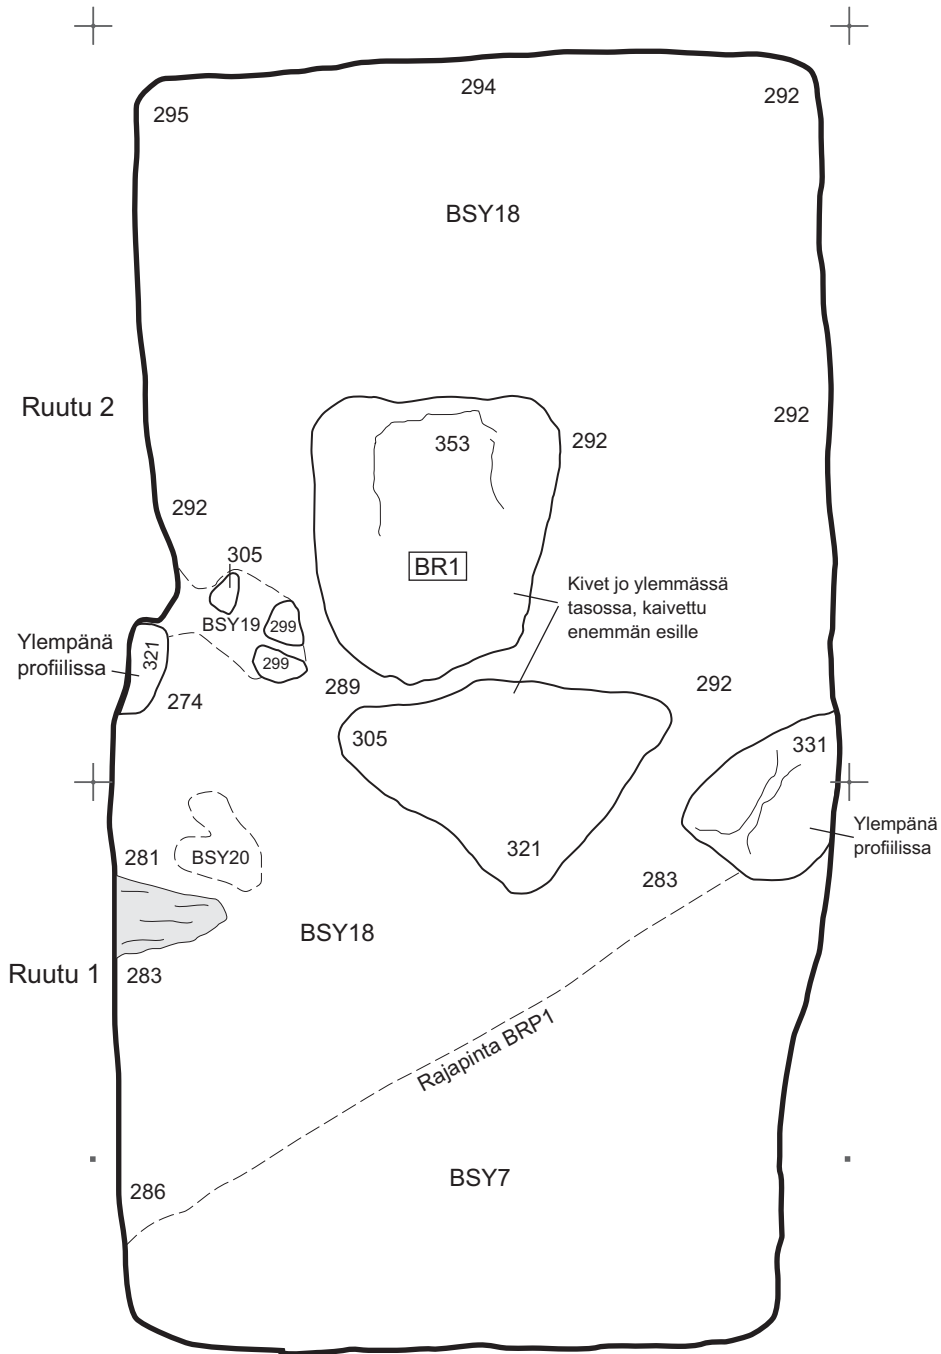 294
292
295
BSY18
Ruutu 2
292
353
292
292
305
BR1
Kivet jo ylemmässä
tasossa, kaivettu
enemmän esille
BSY19
299
Ylempänä
profiilissa
321
299
289
292
274
305
331
Ylempänä
profiilissa
321
281
BSY20
283
BSY18
Ruutu 1
283
Rajapinta BRP1
BSY7
286